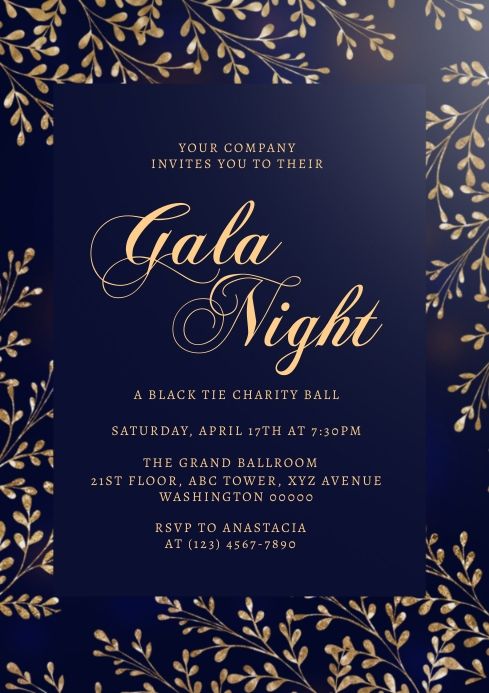 YOUR COMPANY
INVITES YOU TO THEIR
Gala
Night
A BLACK TIE CHARITY BALL
SATURDAY, APRIL 17TH AT 7:30PM
THE GRAND BALLROOM
21ST FLOOR, ABC TOWER, XYZ AVENUE
WASHINGTON 00000
RSVP TO ANASTACIA
AT (123) 4567-7890